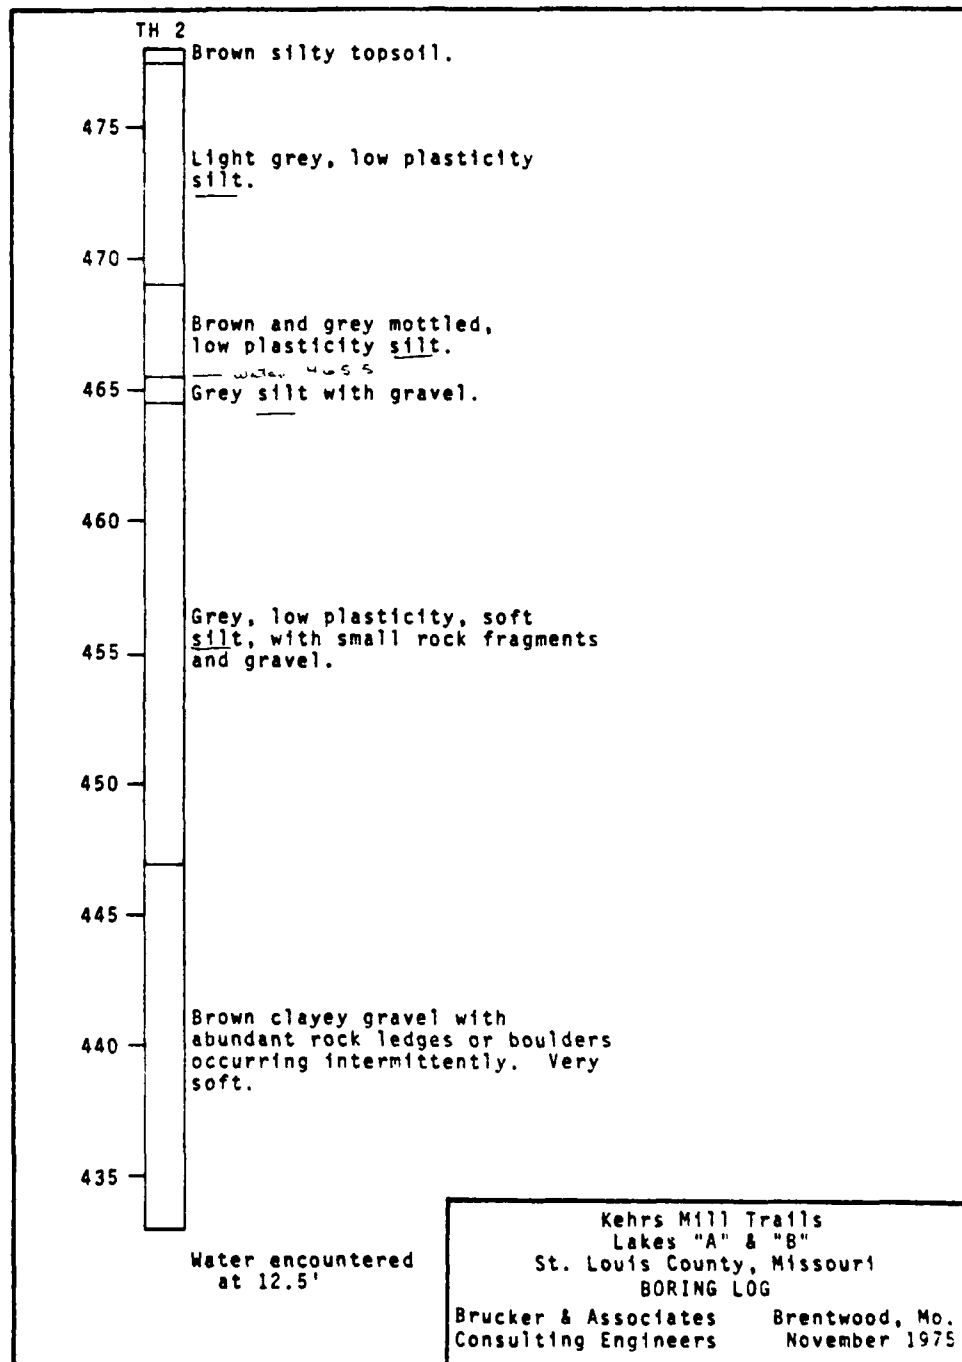 TH 2
Brown silty topsoil.
475
Light grey, low plasticity
silt.
470
Brown and grey mottled,
low plasticity silt.
water 465 5
465
Grey silt with gravel.
460
Grey, low plasticity, soft
silt, with small rock fragments
455
and gravel.
450
445
Brown clayey gravel with
440
abundant rock ledges or boulders
occurring intermittently. Very
soft.
435
Water encountered
at 12.5'
Kehrs Mill Trails
Lakes "A" & "B"
St. Louis County, Missouri
BORING LOG
Brucker & Associates Brentwood, Mo.
Consulting Engineers November 1975